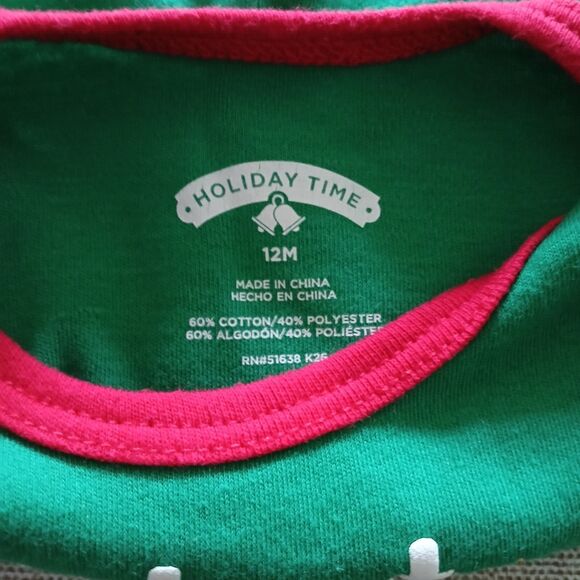 HOLIDAY TIME
12M
MADE IN CHINA
HECHO EN CHINA
60% COTTON/40% POLYESTER
60% ALGODÓN/40% POLIÉSTER
RN#51638 K26